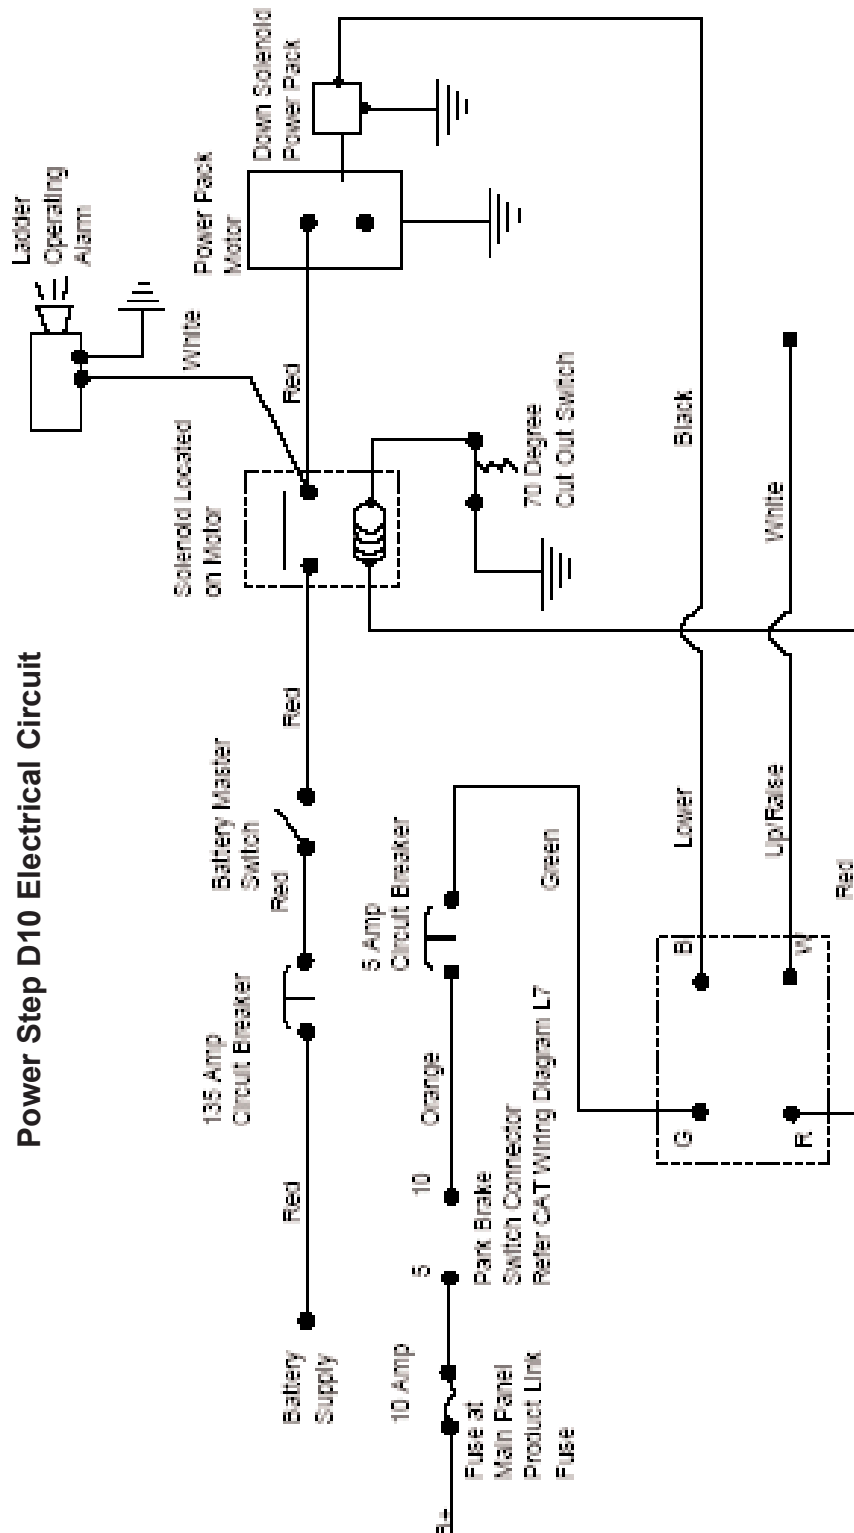 Power Step D10 Electrical Circuit
Ladder
Operating
Alarm
White
Down Solenoid
Power Pack
Power Pack
Motor
Red
Solenoid Located
on Motor
70 Degree
Cut Out Switch
Red
Battery Master
Switch
Red
135 Amp
Circuit Breaker
Red
Battery
Supply
5 Amp
Circuit Breaker
Green
Orange
10
5
Park Brake
Switch Connector
Refer CAT Wiring Diagram L7
10 Amp
Fuse at
Main Panel
Product Link
Fuse
B+
Black
White
Lower
Up/Raise
Red
B
W
G
R